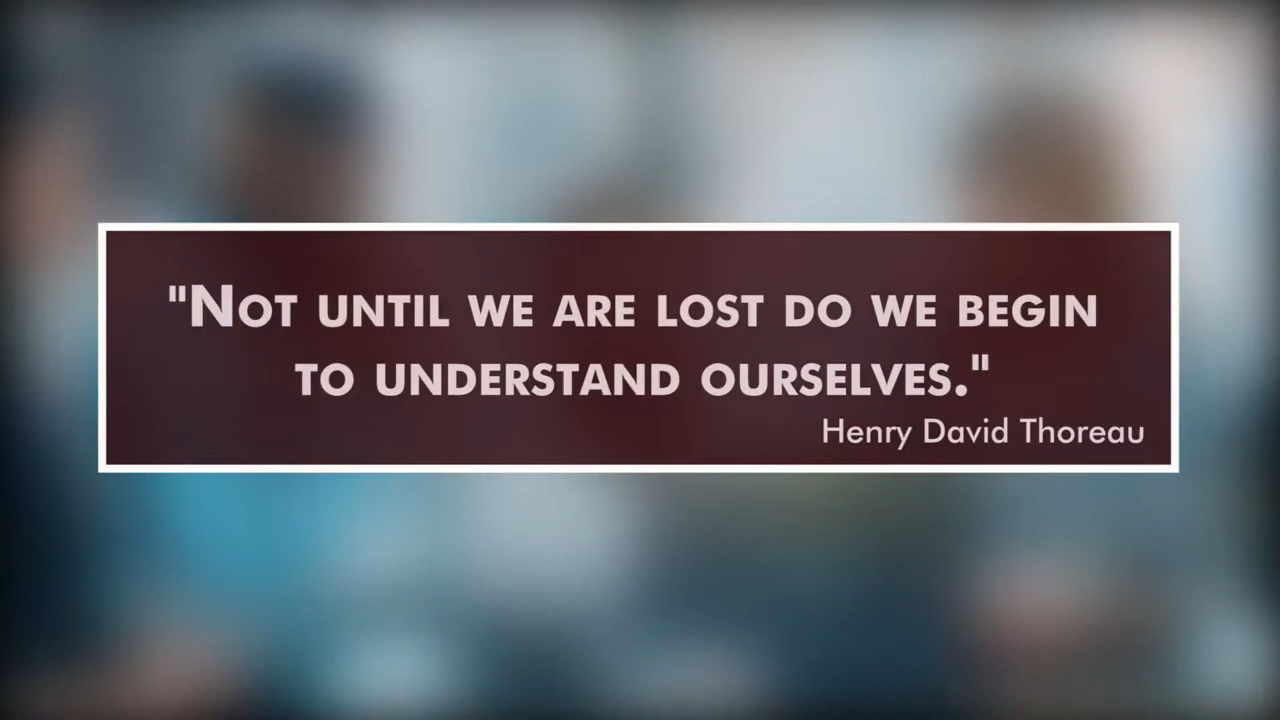 "Not until we are lost do we begin
to understand ourselves."
Henry David Thoreau